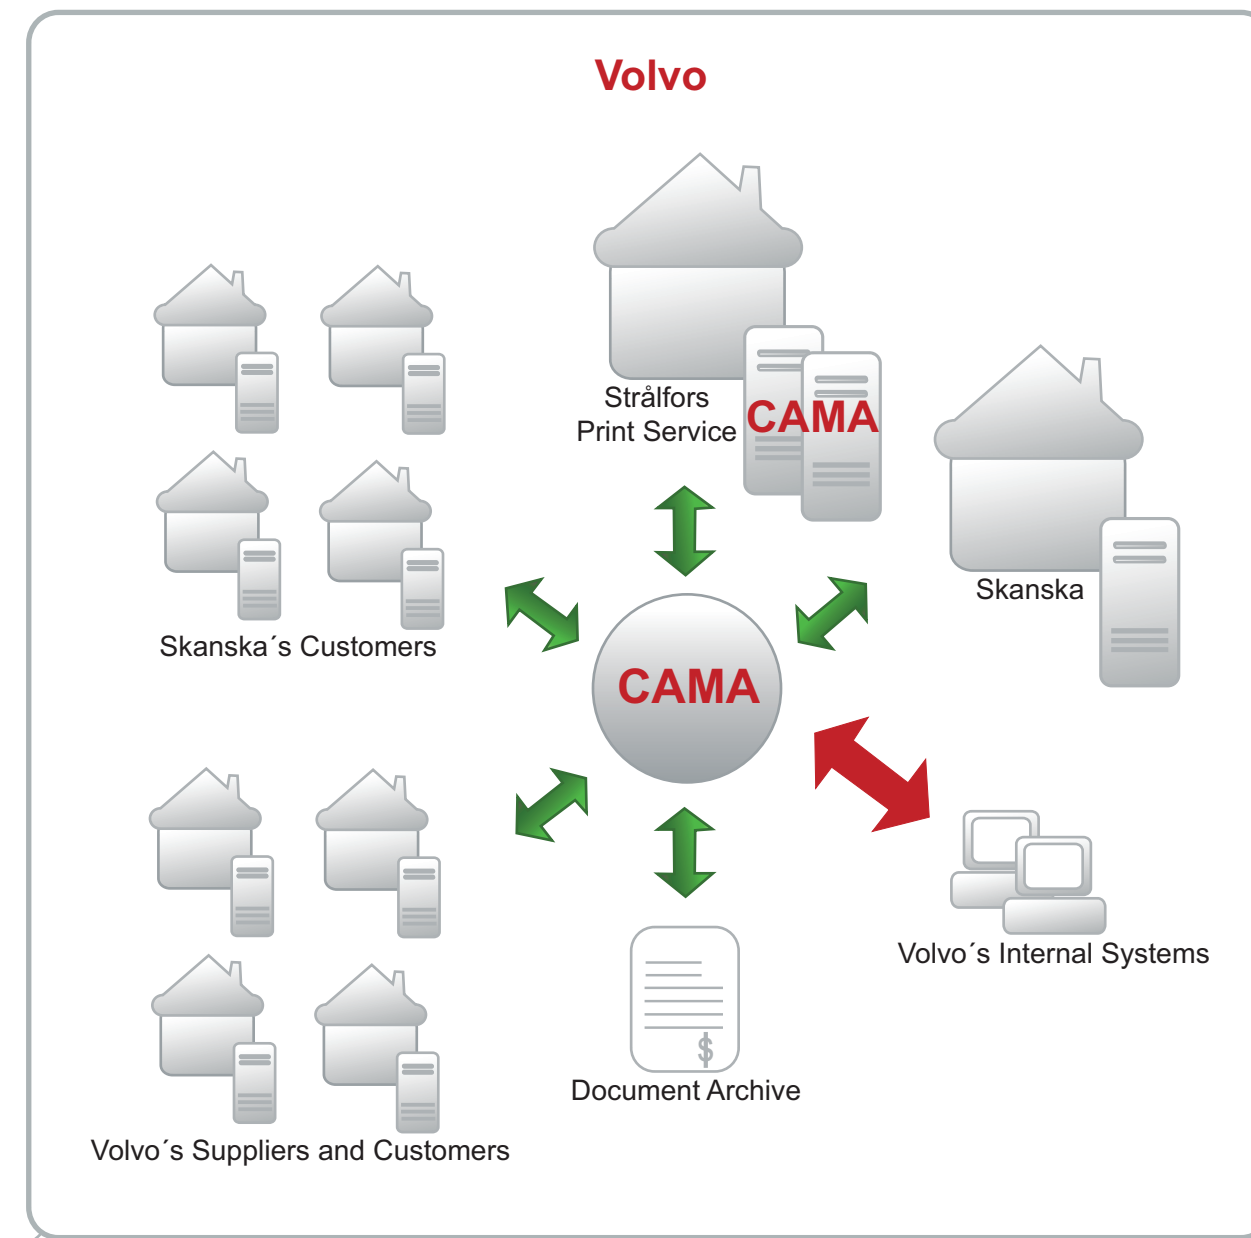 Volvo
Strålfors
Print Service
CAMA
Skanska
Skanska´s Customers
CAMA
Volvo´s Internal Systems
$
Document Archive
Volvo´s Suppliers and Customers